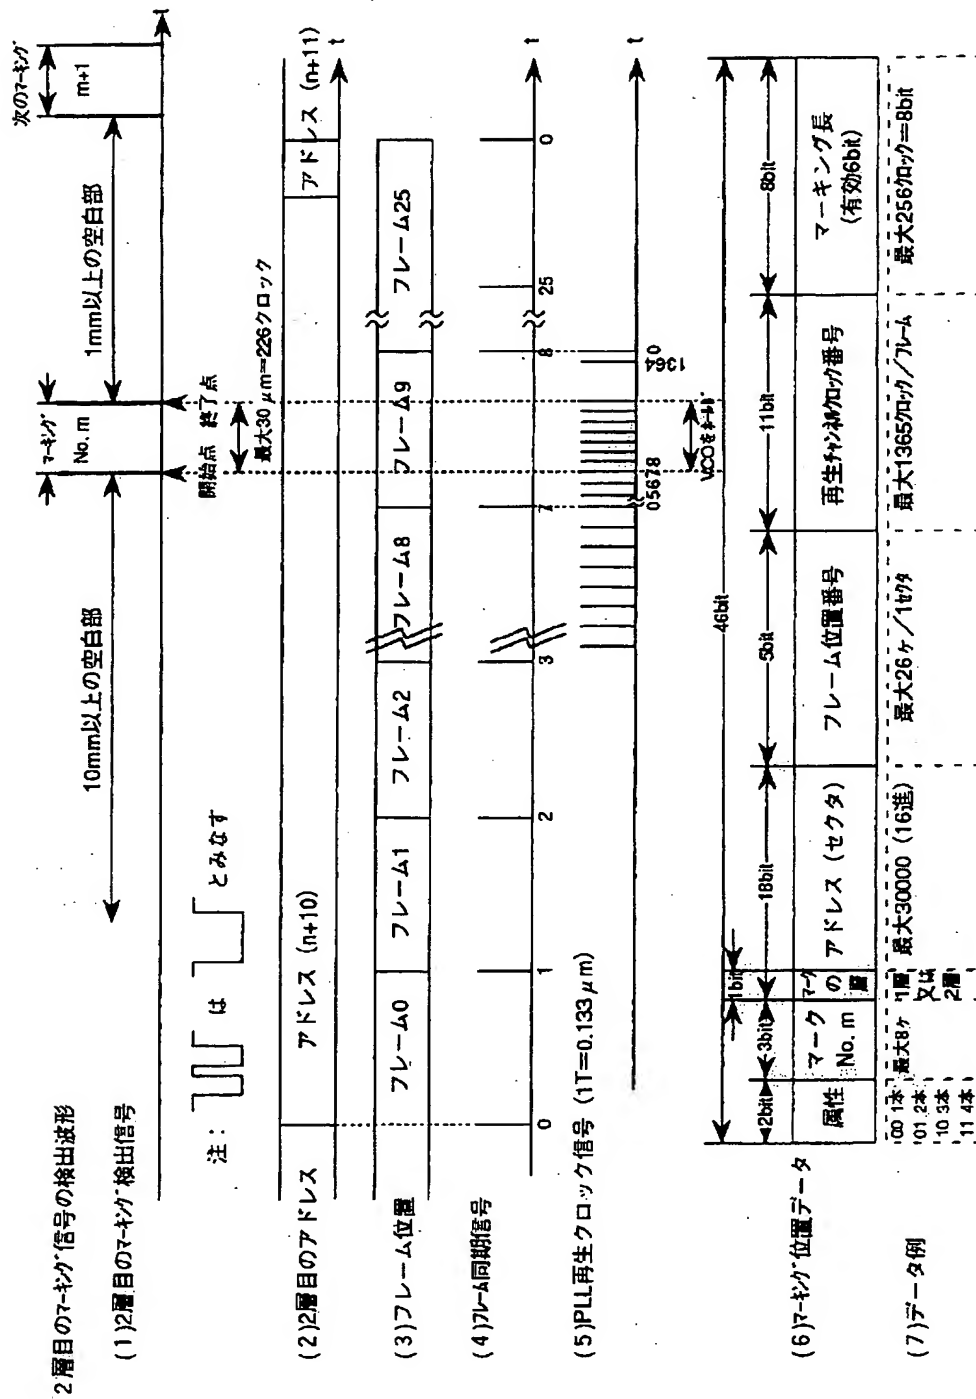 2層目のマーキング信号の検出波形
(1)2層目のマーキング検出信号
10mm以上の空白部
マーキング
No. m
1mm以上の空白部
次のマーキング
m+1
t
注: は とみなす
開始点 終了点
最大30μm=226クロック
(2)2層目のアドレス
アドレス (n+10)
アドレス (n+11)
t
(3)フレーム位置
フレーム0
フレーム1
フレーム2
フレーム8
フレーム9
フレーム25
(4)フレーム同期信号
0
1
2
3
7
8
25
0
t
(5)PLL再生クロック信号 (1T=0.133μm)
05678
1364
0
t
VCOをホールド
46bit
2bit
3bit
1bit
18bit
5bit
11bit
8bit
(6)マーキング位置データ
属性
マーク
No. m
マーク
の
層
アドレス (セクタ)
フレーム位置番号
再生チャンネルクロック番号
マーキング長
(有効6bit)
(7)データ例
00 1本
01 2本
10 3本
11 4本
最大8ヶ
1層
又は
2層
最大30000 (16進)
最大26ヶ/1セクタ
最大1365クロック/フレーム
最大256クロック=8bit